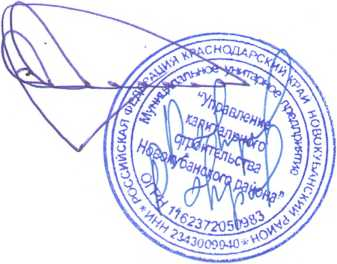 РОССИЙСКАЯ ФЕДЕРАЦИЯ КРАСНОДАРСКИЙ КРАЙ НОВОКУБАНСКИЙ РАЙОН
* ИНН 2343009940 *
Муниципальное унитарное предприятие
ОГРН 1162372050983
"Управление
капитального
строительства
Новокубанского района"